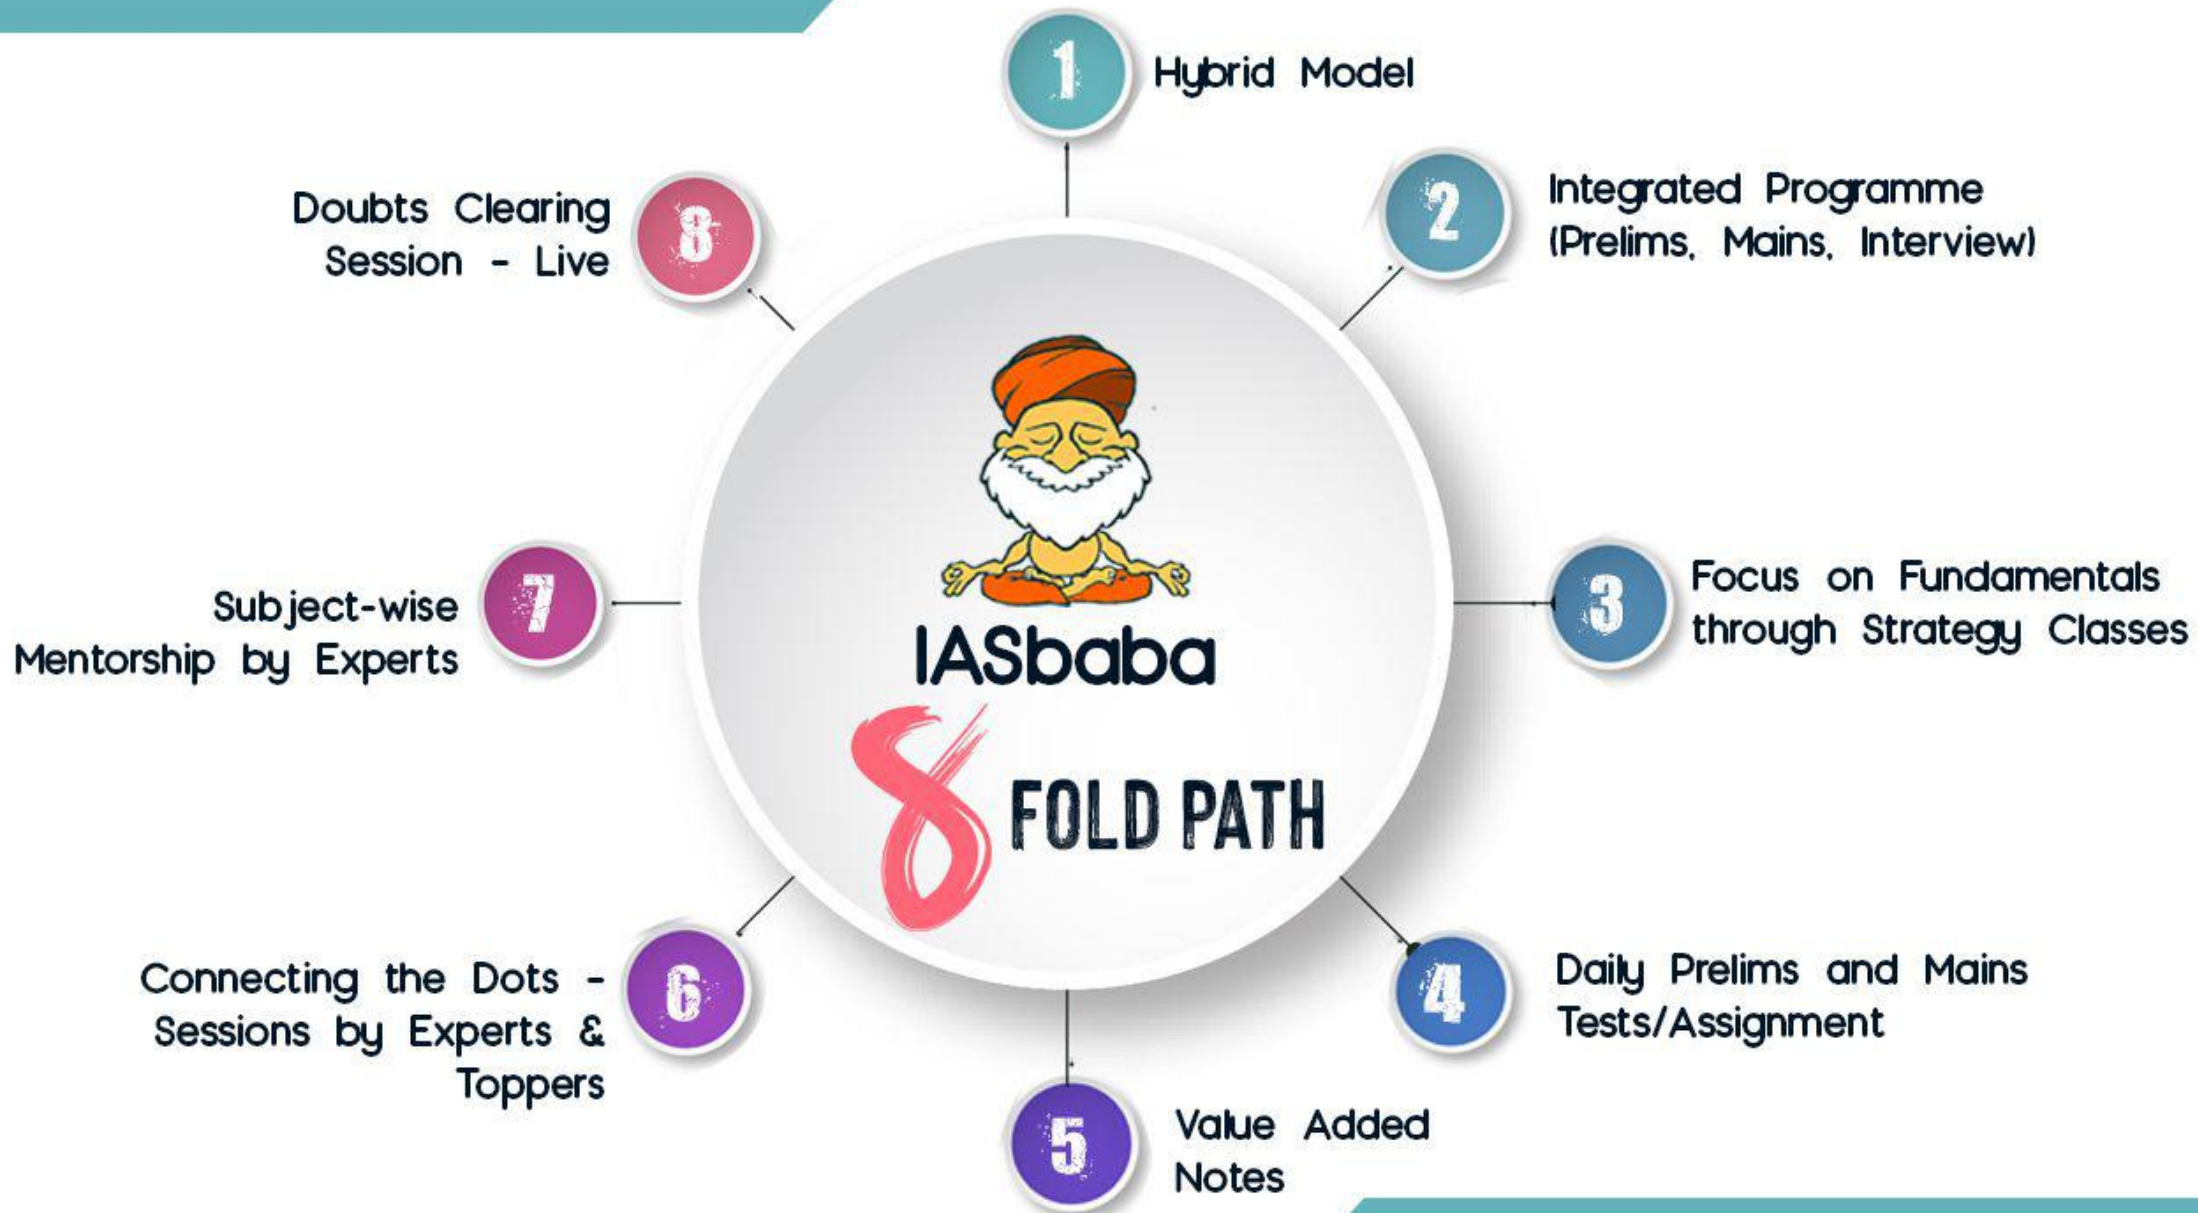 1
Hybrid Model
2
Integrated Programme
(Prelims, Mains, Interview)
3
Focus on Fundamentals
through Strategy Classes
4
Daily Prelims and Mains
Tests/Assignment
5
Value Added
Notes
6
Connecting the Dots -
Sessions by Experts &
Toppers
7
Subject-wise
Mentorship by Experts
8
Doubts Clearing
Session - Live
IASbaba
8 FOLD PATH